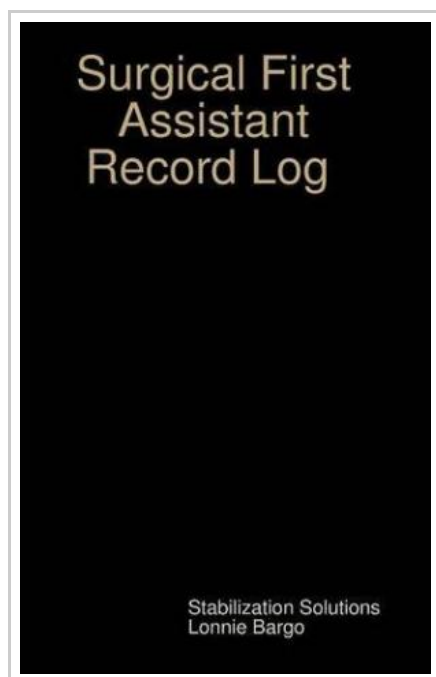 Surgical First
Assistant
Record Log
Stabilization Solutions
Lonnie Bargo